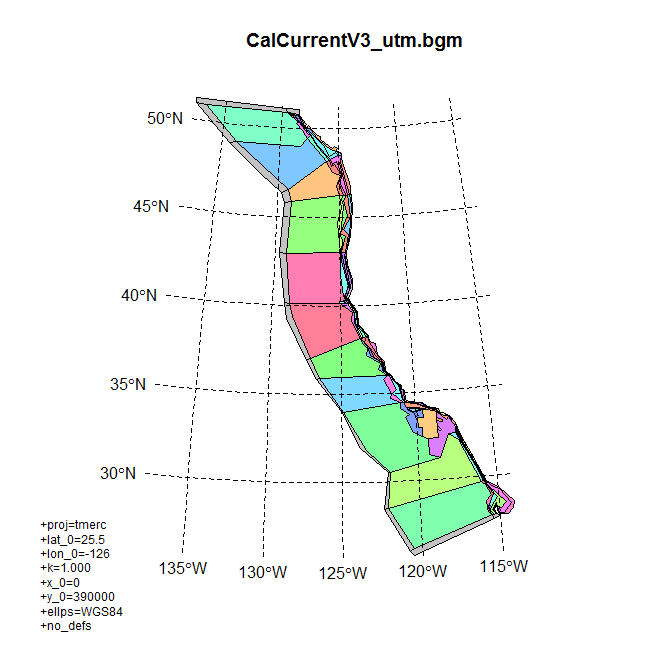 CalCurrentV3_utm.bgm
50°N
45°N
40°N
35°N
30°N
135°W 130°W 125°W 120°W 115°W
+proj=tmerc
+lat_0=25.5
+lon_0=-126
+k=1.000
+x_0=0
+y_0=390000
+ellps=WGS84
+no_defs